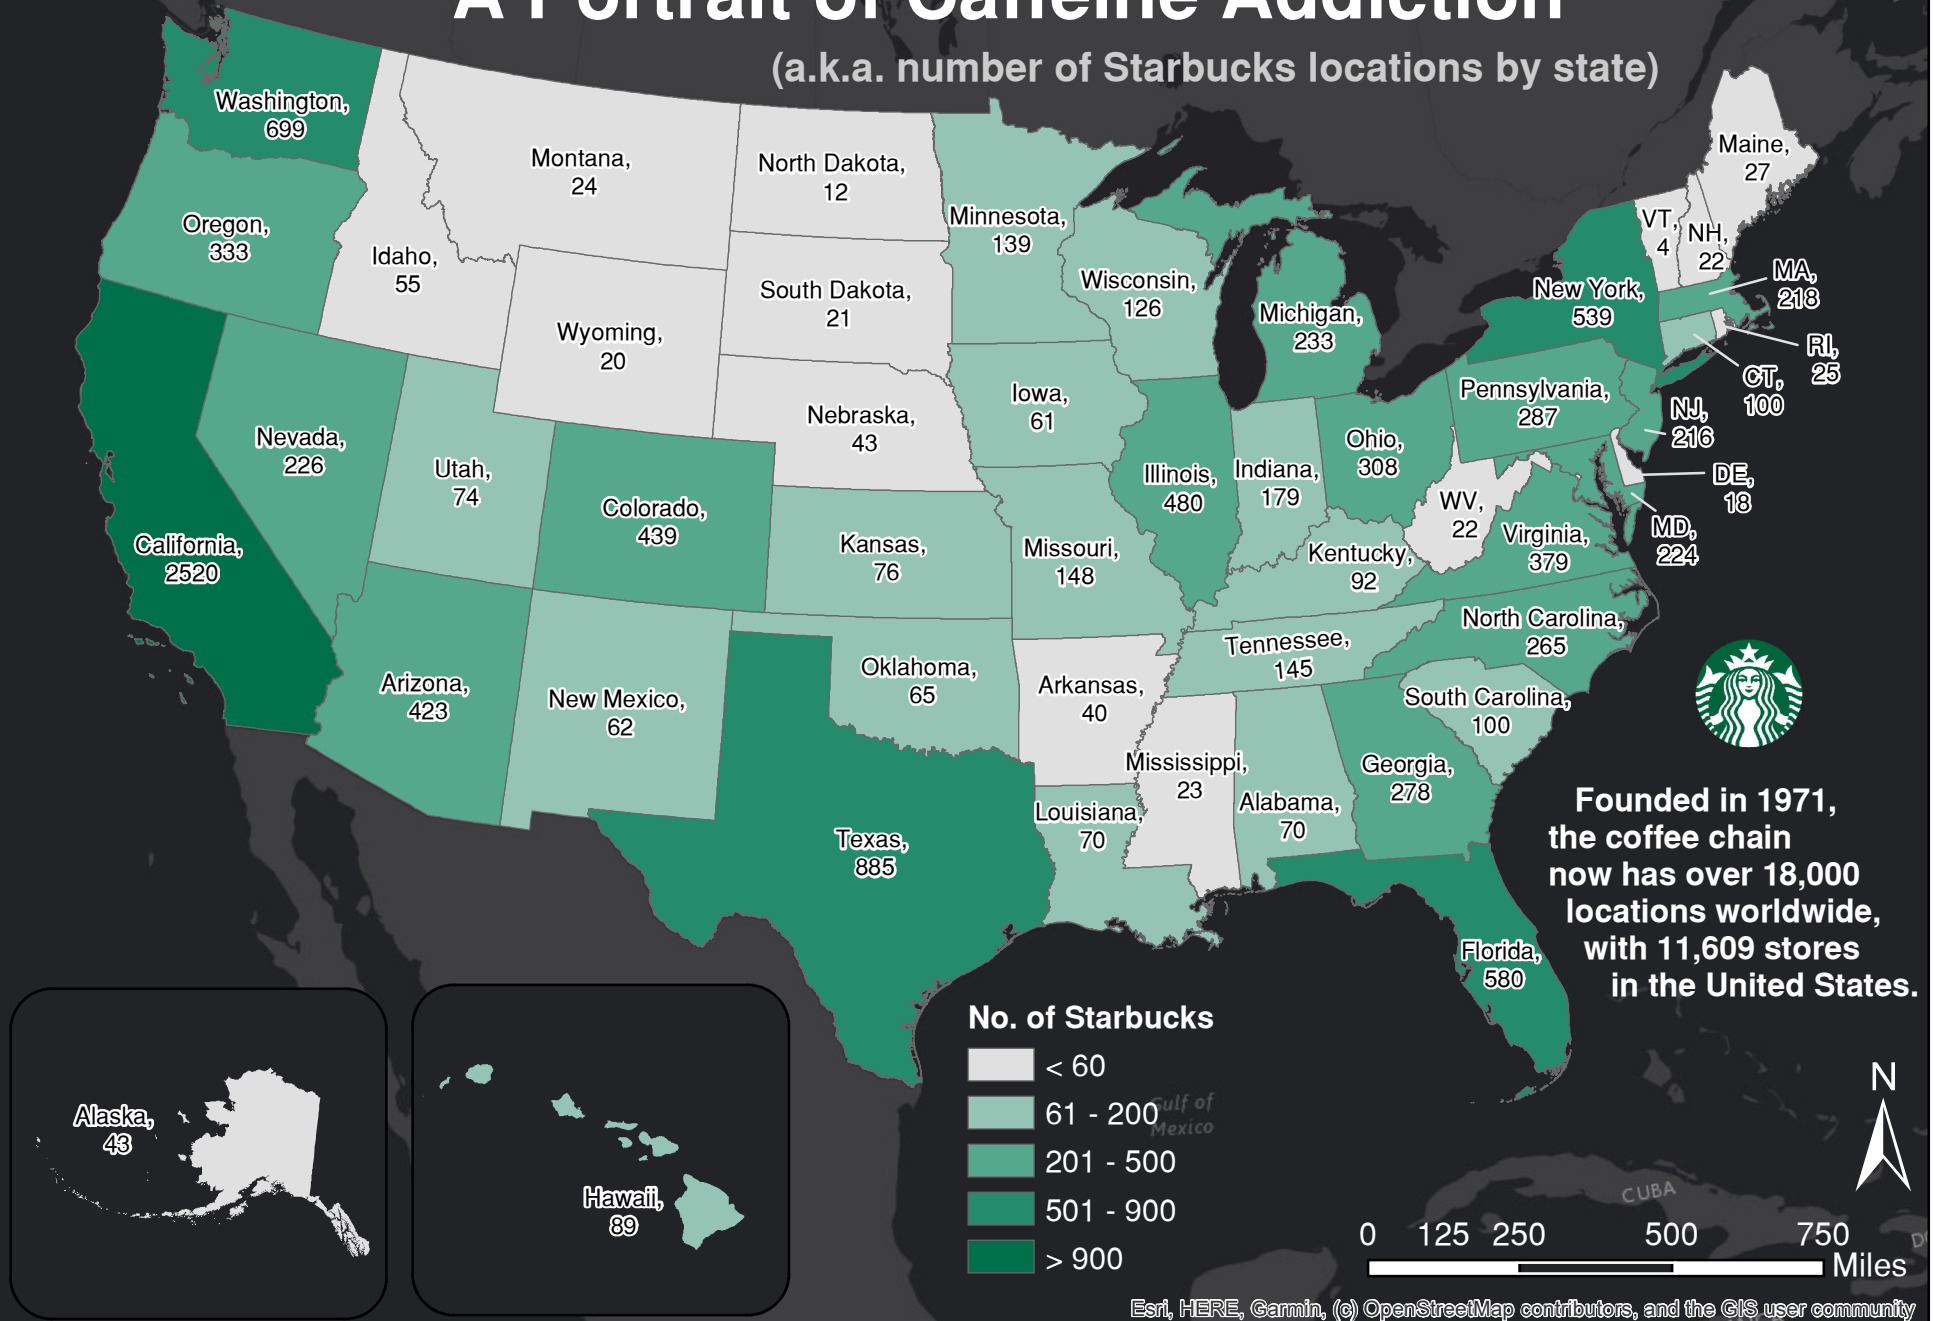 A Portrait of Caffeine Addiction
(a.k.a. number of Starbucks locations by state)
Washington,
699
Oregon,
333
Idaho,
55
Montana,
24
North Dakota,
12
South Dakota,
21
Wyoming,
20
Nebraska,
43
Minnesota,
139
Wisconsin,
126
Michigan,
233
Iowa,
61
Maine,
27
VT,
4
NH,
22
MA,
218
RI,
25
CT,
100
New York,
539
Pennsylvania,
287
NJ,
216
DE,
18
MD,
224
California,
2520
Nevada,
226
Utah,
74
Colorado,
439
Kansas,
76
Missouri,
148
Illinois,
480
Indiana,
179
Ohio,
308
WV,
22
Virginia,
379
Kentucky,
92
North Carolina,
265
Tennessee,
145
South Carolina,
100
Arizona,
423
New Mexico,
62
Oklahoma,
65
Arkansas,
40
Mississippi,
23
Alabama,
70
Georgia,
278
Louisiana,
70
Texas,
885
Florida,
580
Alaska,
43
Hawaii,
89
Founded in 1971,
the coffee chain
now has over 18,000
locations worldwide,
with 11,609 stores
in the United States.
No. of Starbucks
< 60
61 - 200
201 - 500
501 - 900
> 900
Gulf of
Mexico
CUBA
N
0 125 250 500 750
Miles
Esri, HERE, Garmin, (c) OpenStreetMap contributors, and the GIS user community